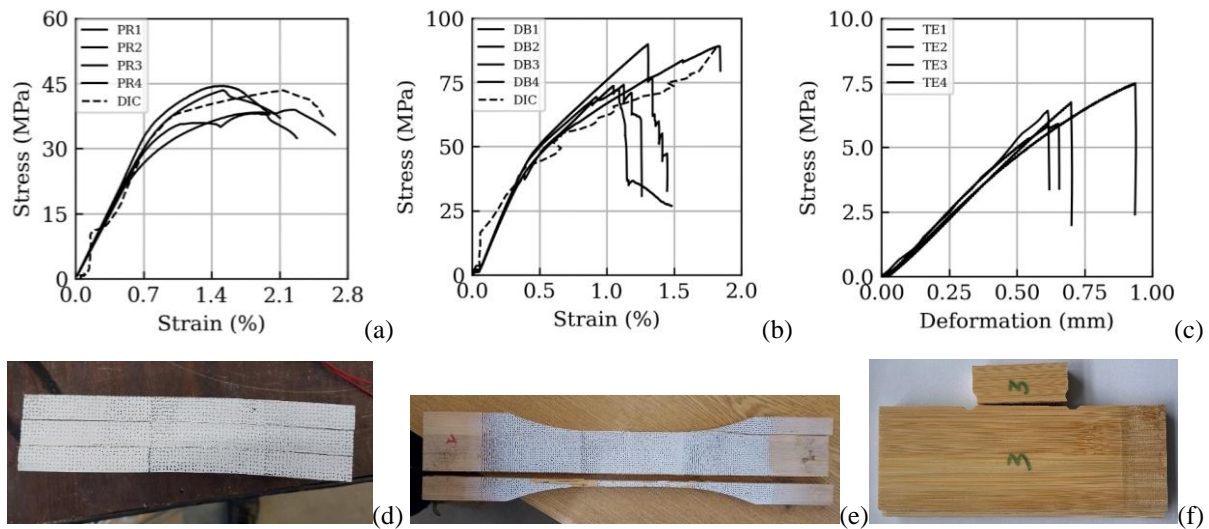 60
45
30
15
0
0.0 0.7 1.4 2.1 2.8
Stress (MPa)
Strain (%)
PR1
PR2
PR3
PR4
DIC
(a)
100
75
50
25
0
0.0 0.5 1.0 1.5 2.0
Stress (MPa)
Strain (%)
DB1
DB2
DB3
DB4
DIC
(b)
10.0
7.5
5.0
2.5
0.0
0.00 0.25 0.50 0.75 1.00
Stress (MPa)
Deformation (mm)
TE1
TE2
TE3
TE4
(c)
(d)
(e)
3
3
(f)